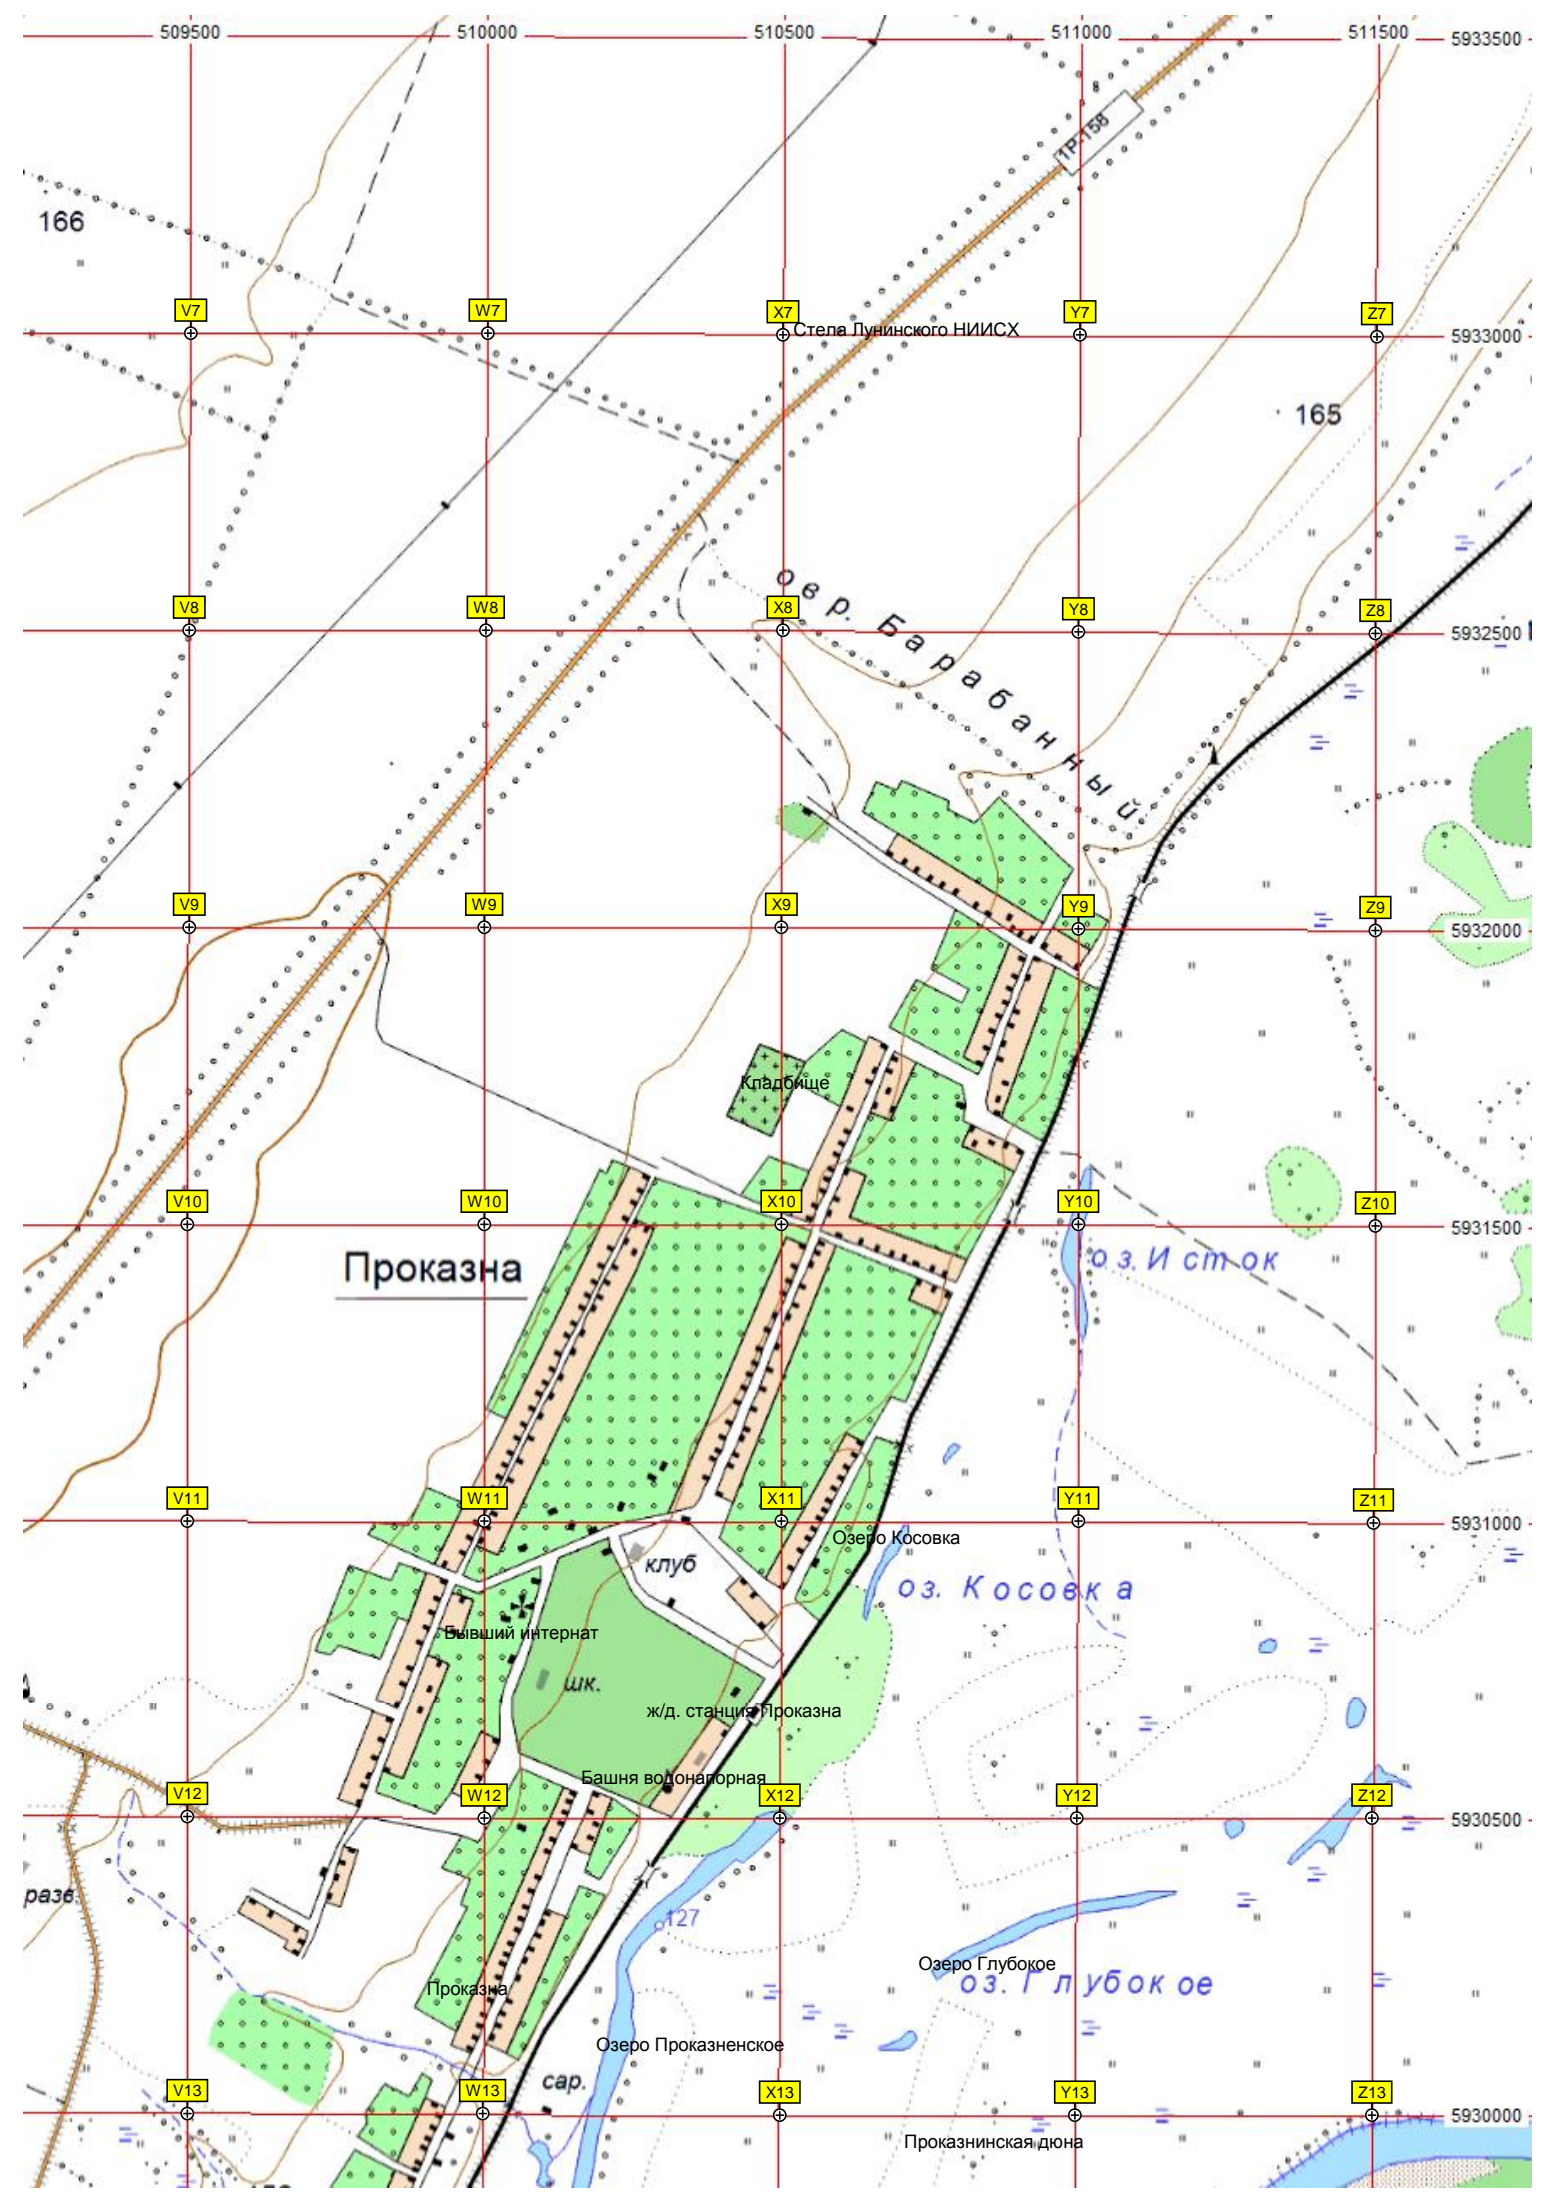 509500 510000 510500 511000 511500
5933500
1Р-158
166
V7 W7 X7 Y7 Z7
Стела Лунинского НИИСХ
5933000
165
овр. Барабанный
V8 W8 X8 Y8 Z8
5932500
V9 W9 X9 Y9 Z9
5932000
Кладбище
V10 W10 X10 Y10 Z10
5931500
Проказна
оз. Исток
V11 W11 X11 Y11 Z11
5931000
Озеро Косовка
клуб
оз. Косовка
Бывший интернат
шк.
ж/д. станция Проказна
Башня водонапорная
V12 W12 X12 Y12 Z12
5930500
разв.
127
Озеро Глубокое
оз. Глубокое
Проказна
Озеро Проказненское
сар.
V13 W13 X13 Y13 Z13
5930000
Проказнинская дюна